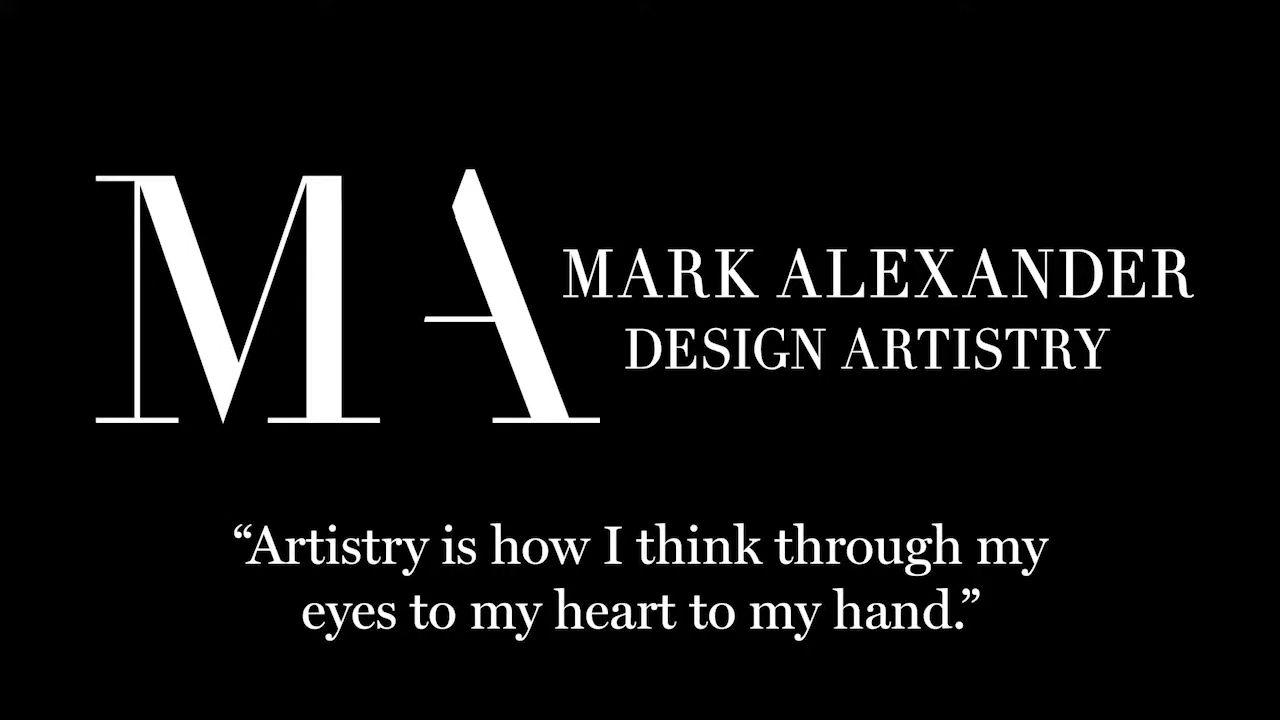 MA
MARK ALEXANDER
DESIGN ARTISTRY
“Artistry is how I think through my
eyes to my heart to my hand.”